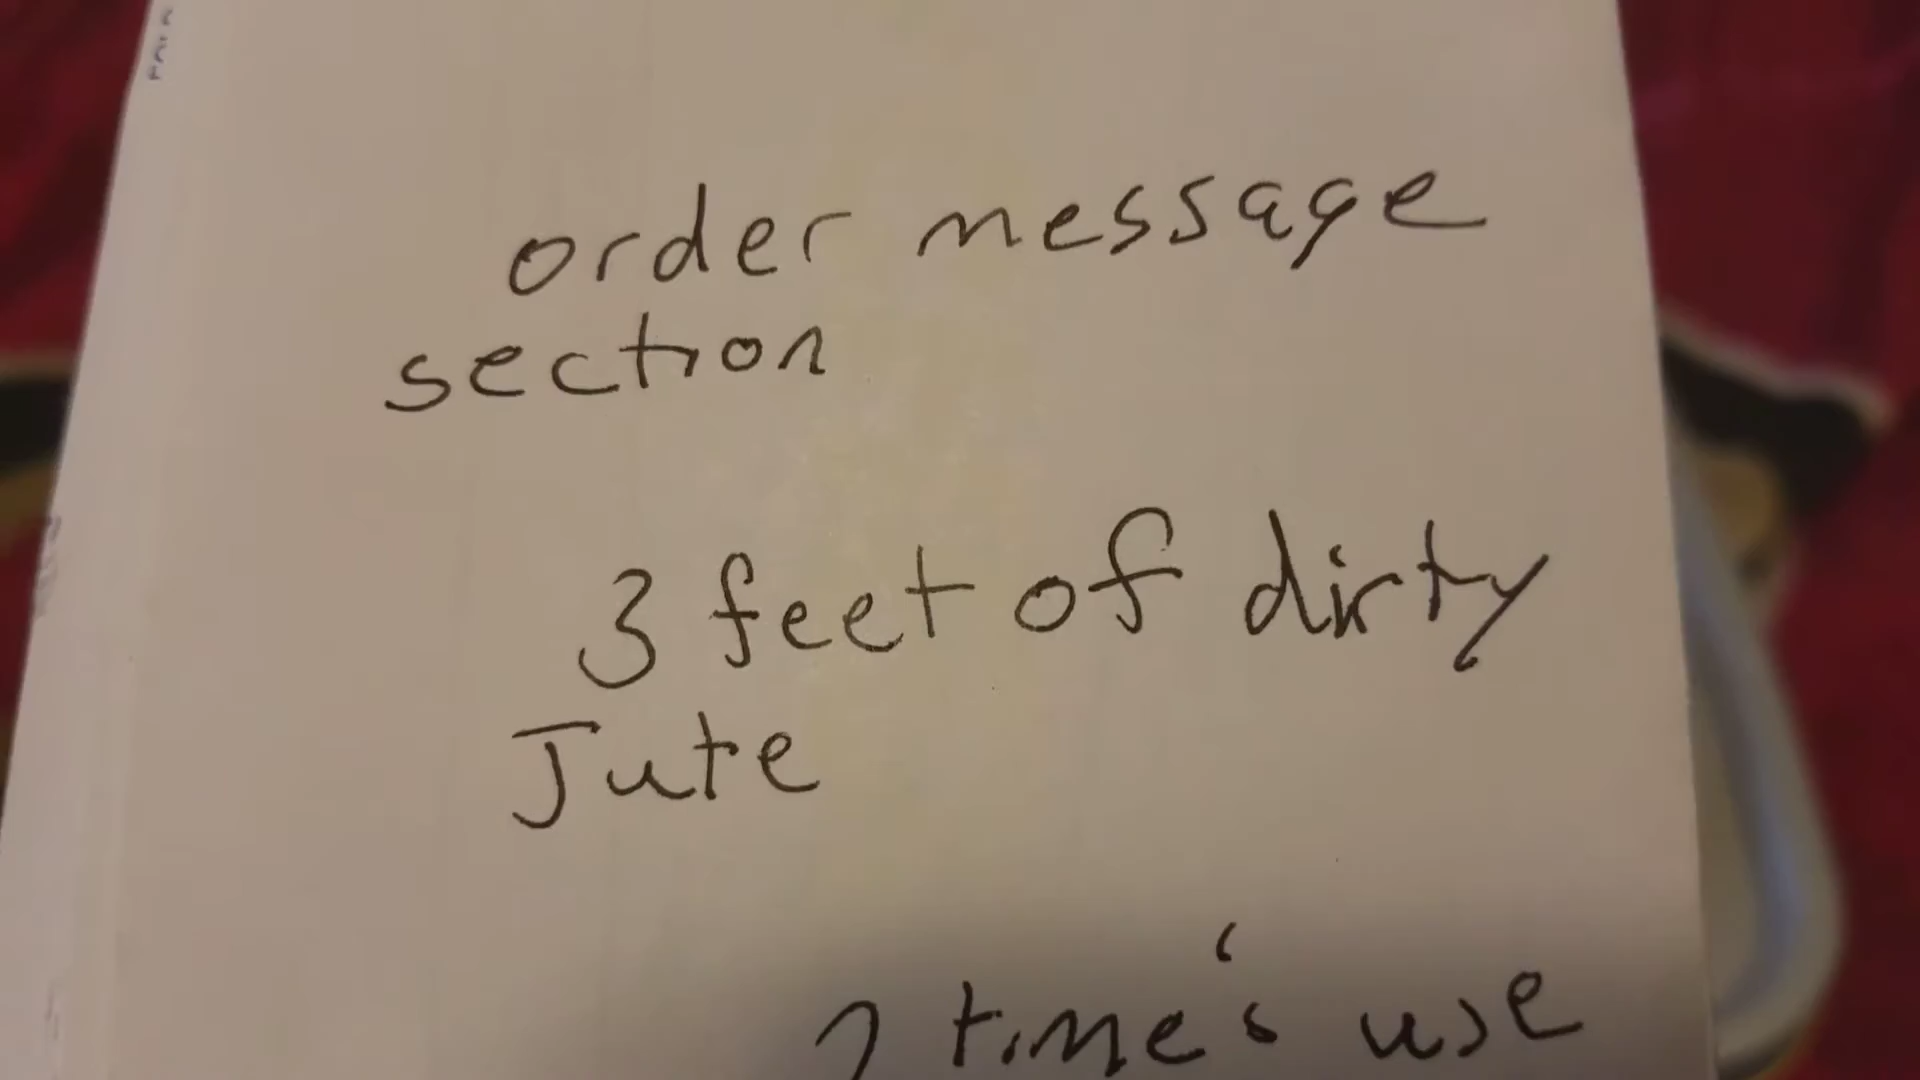 order message
section
3 feet of dirty
Jute
time's use